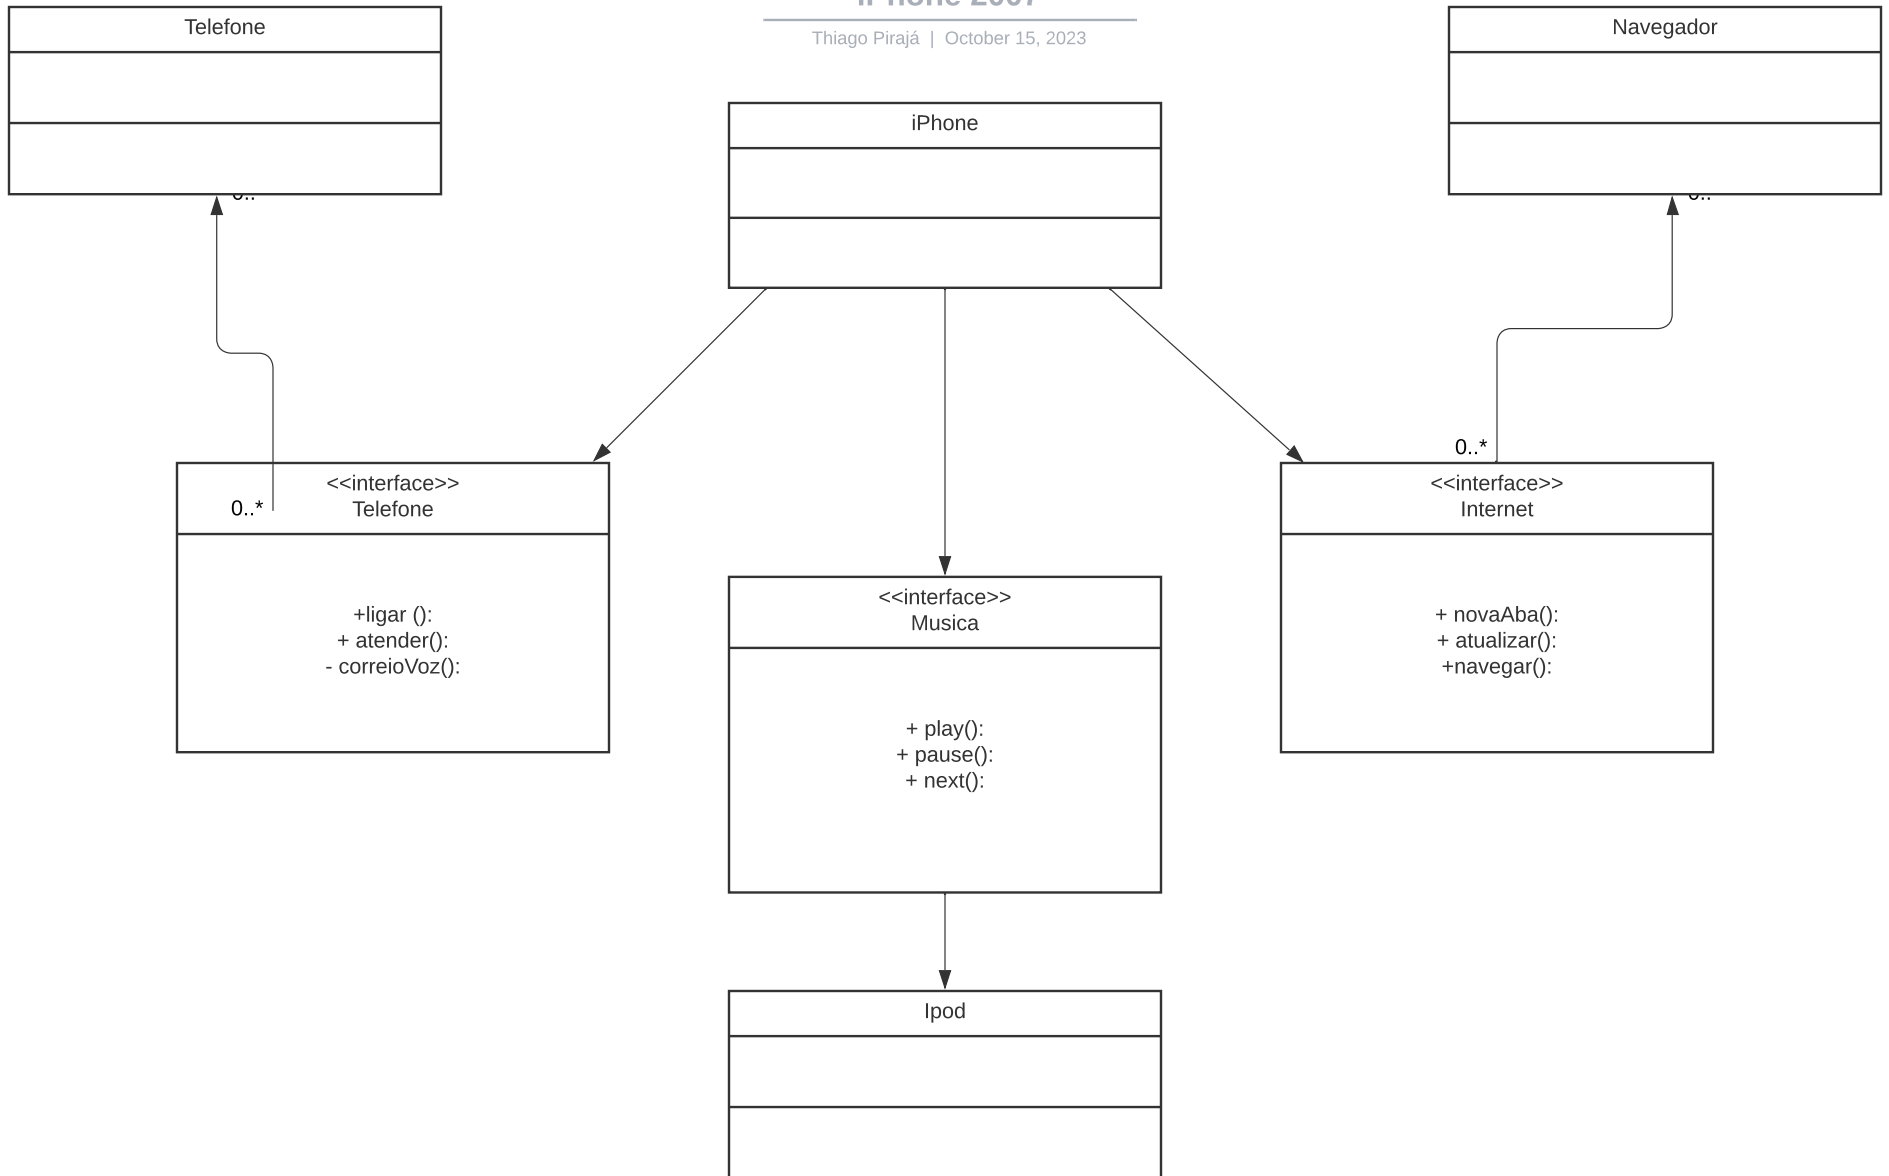 Telefone
Thiago Pirajá | October 15, 2023
Navegador
iPhone
0..*
<<interface>>
Telefone
+ligar ():
+ atender():
- correioVoz():
<<interface>>
Musica
+ play():
+ pause():
+ next():
0..*
<<interface>>
Internet
+ novaAba():
+ atualizar():
+navegar():
Ipod